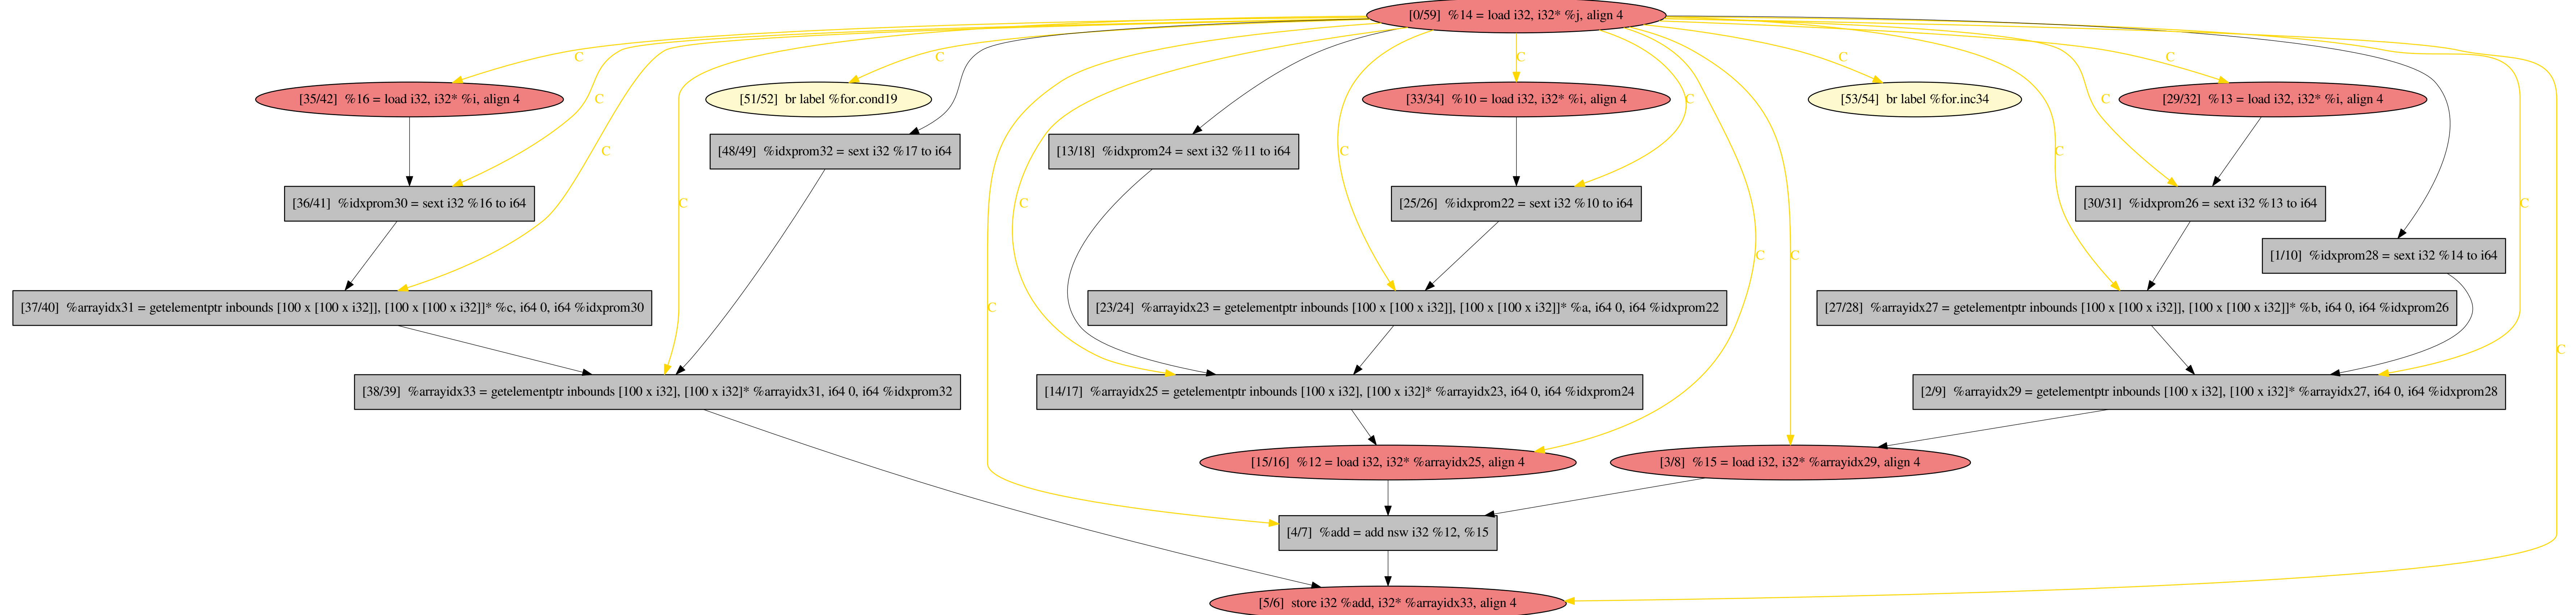 [0/59] %14 = load i32, i32* %j, align 4
C
C
C
C
[35/42] %16 = load i32, i32* %i, align 4
C
[51/52] br label %for.cond19
[33/34] %10 = load i32, i32* %i, align 4
C
[53/54] br label %for.inc34
C
[29/32] %13 = load i32, i32* %i, align 4
C
[48/49] %idxprom32 = sext i32 %17 to i64
[13/18] %idxprom24 = sext i32 %11 to i64
C
C
C
[36/41] %idxprom30 = sext i32 %16 to i64
C
C
[25/26] %idxprom22 = sext i32 %10 to i64
[30/31] %idxprom26 = sext i32 %13 to i64
C
C
C
[1/10] %idxprom28 = sext i32 %14 to i64
[37/40] %arrayidx31 = getelementptr inbounds [100 x [100 x i32]], [100 x [100 x i32]]* %c, i64 0, i64 %idxprom30
C
[23/24] %arrayidx23 = getelementptr inbounds [100 x [100 x i32]], [100 x [100 x i32]]* %a, i64 0, i64 %idxprom22
[27/28] %arrayidx27 = getelementptr inbounds [100 x [100 x i32]], [100 x [100 x i32]]* %b, i64 0, i64 %idxprom26
C
[38/39] %arrayidx33 = getelementptr inbounds [100 x i32], [100 x i32]* %arrayidx31, i64 0, i64 %idxprom32
[14/17] %arrayidx25 = getelementptr inbounds [100 x i32], [100 x i32]* %arrayidx23, i64 0, i64 %idxprom24
[2/9] %arrayidx29 = getelementptr inbounds [100 x i32], [100 x i32]* %arrayidx27, i64 0, i64 %idxprom28
[15/16] %12 = load i32, i32* %arrayidx25, align 4
[3/8] %15 = load i32, i32* %arrayidx29, align 4
[4/7] %add = add nsw i32 %12, %15
[5/6] store i32 %add, i32* %arrayidx33, align 4